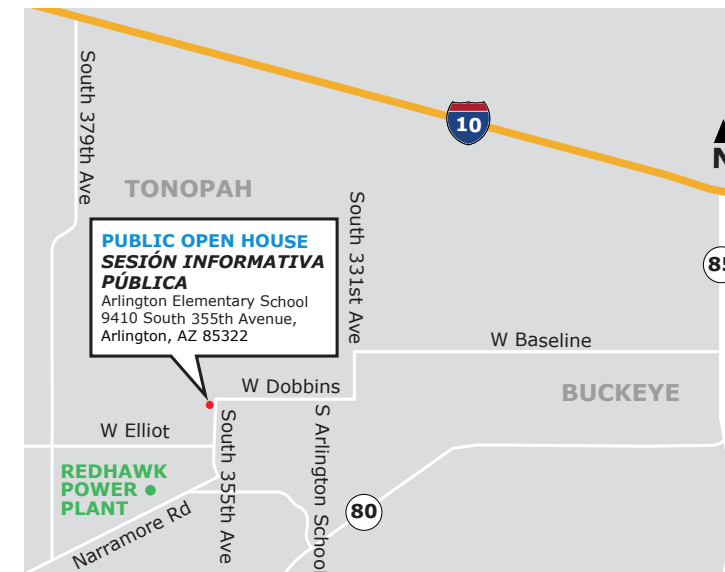 South 379th Ave
10
N
TONOPAH
South 331st Ave
PUBLIC OPEN HOUSE
SESIÓN INFORMATIVA
PÚBLICA
Arlington Elementary School
9410 South 355th Avenue,
Arlington, AZ 85322
85
W Baseline
W Dobbins
BUCKEYE
W Elliot
South 355th Ave
S Arlington School
REDHAWK
POWER
PLANT
80
Narramore Rd